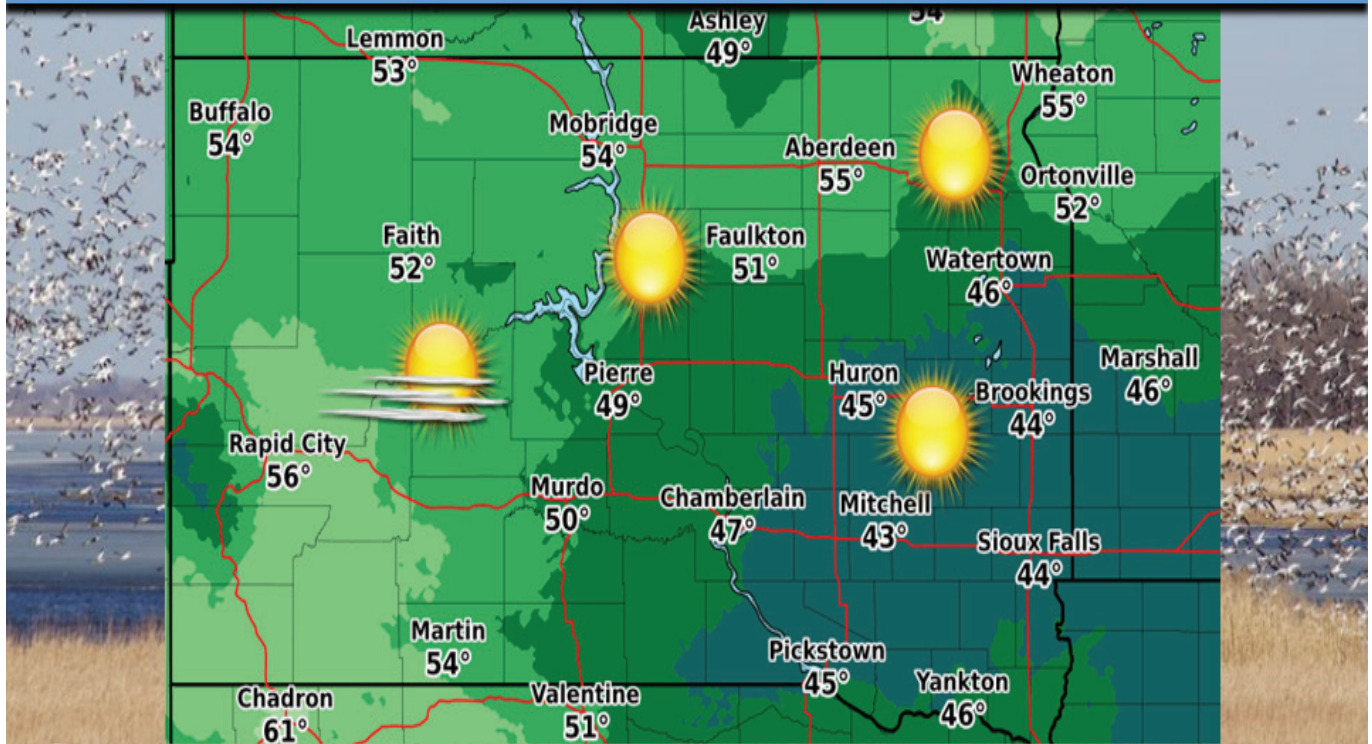 Ashley
49°
54
Lemmon
53°
Wheaton
55°
Buffalo
54°
Mobridge
54°
Aberdeen
55°
Ortonville
52°
Faith
52°
Faulkton
51°
Watertown
46°
Pierre
49°
Huron
45°
Brookings
44°
Marshall
46°
Rapid City
56°
Murdo
50°
Chamberlain
47°
Mitchell
43°
Sioux Falls
44°
Martin
54°
Pickstown
45°
Yankton
46°
Chadron
61°
Valentine
51°